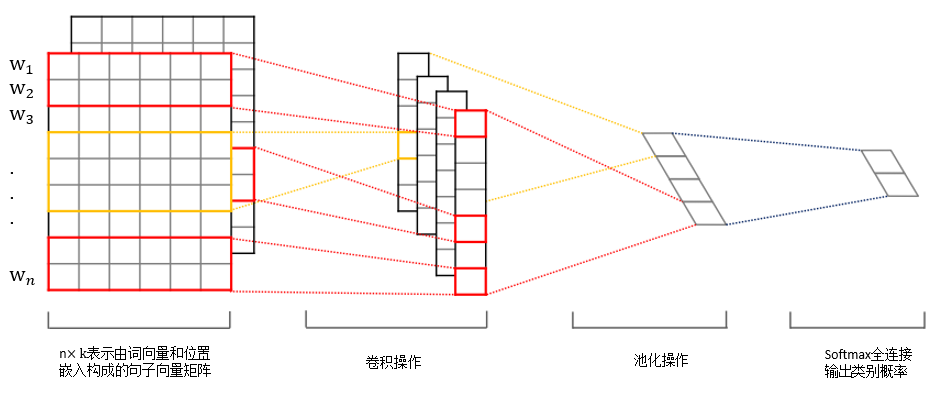 w1
w2
w3
.
.
.
wn
n× k表示由词向量和位置
嵌入构成的句子向量矩阵
卷积操作
池化操作
Softmax全连接
输出类别概率